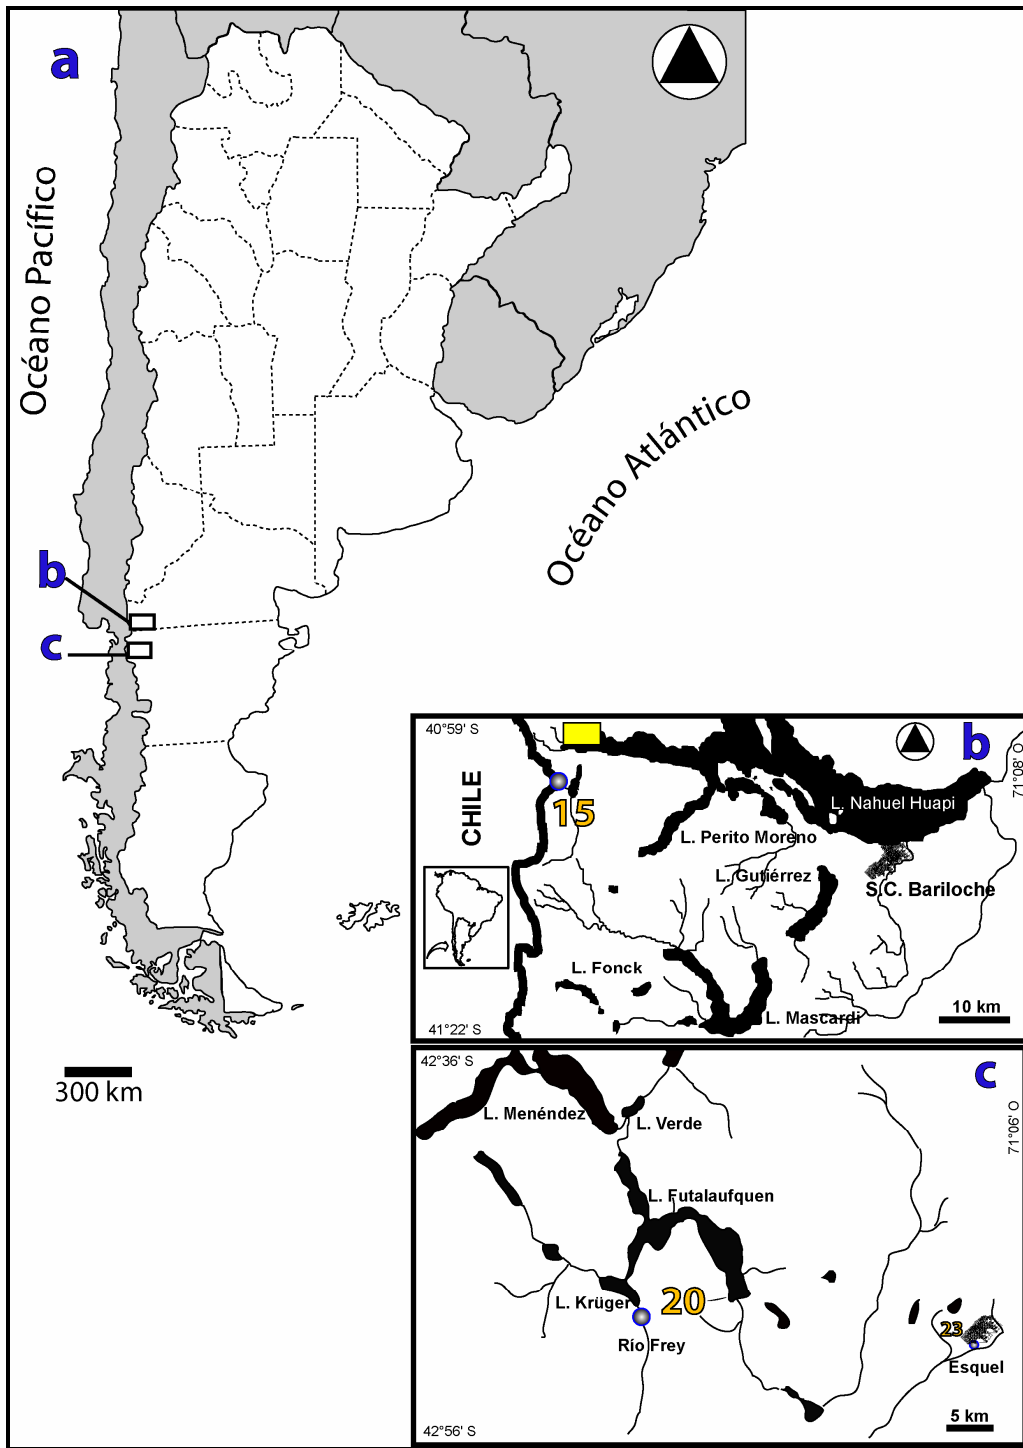 a
Océano Pacífico
Océano Atlántico
b
c
300 km
40°59' S
b
CHILE
15
71°08' O
L. Nahuel Huapi
L. Perito Moreno
L. Gutiérrez
S.C. Bariloche
L. Fonck
L. Mascardi
10 km
41°22' S
42°36' S
c
L. Menéndez
L. Verde
71°06' O
L. Futalaufquen
20
L. Krüger
Río Frey
23
Esquel
5 km
42°56' S